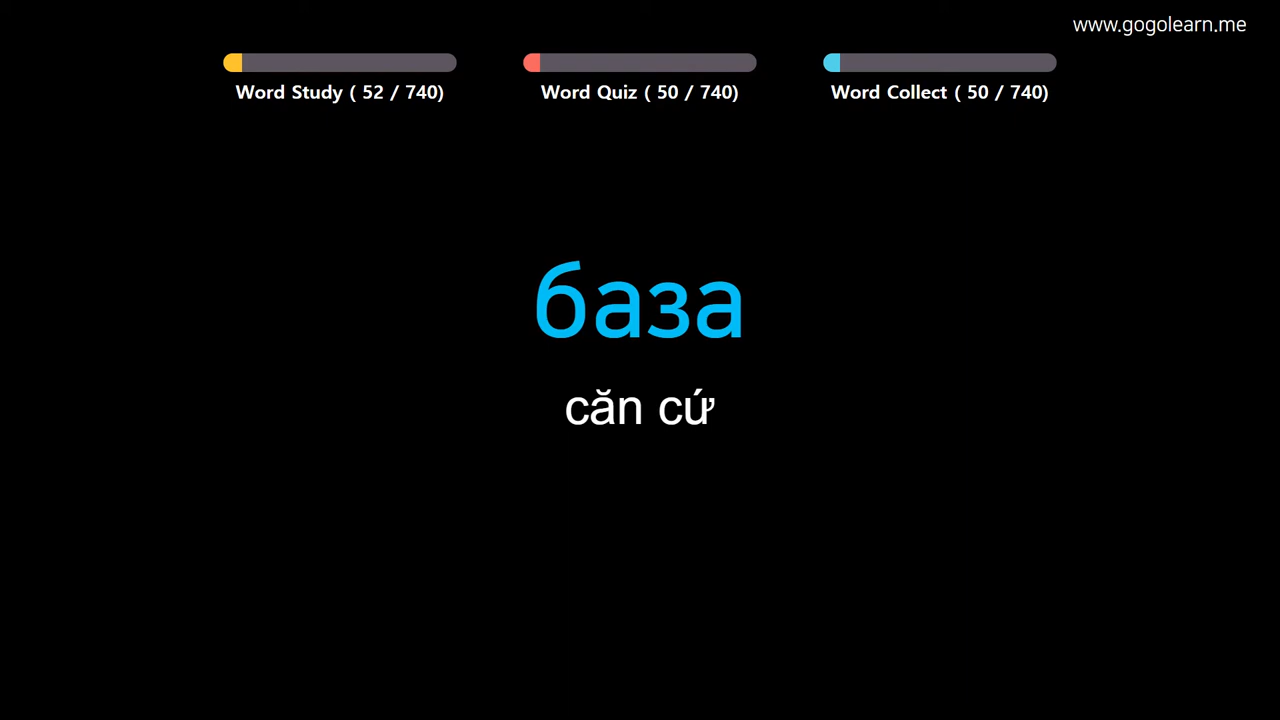 www.gogolearn.me
Word Study ( 52 / 740)
Word Quiz ( 50 / 740)
Word Collect ( 50 / 740)
база
căn cứ